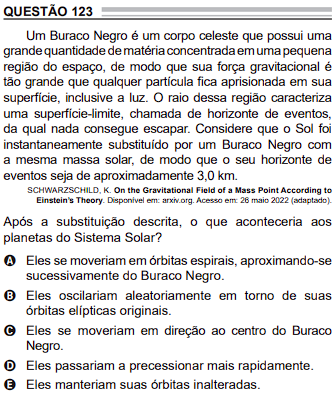 QUESTÃO 123
Um Buraco Negro é um corpo celeste que possui uma
grande quantidade de matéria concentrada em uma pequena
região do espaço, de modo que sua força gravitacional é
tão grande que qualquer partícula fica aprisionada em sua
superfície, inclusive a luz. O raio dessa região caracteriza
uma superfície-limite, chamada de horizonte de eventos,
da qual nada consegue escapar. Considere que o Sol foi
instantaneamente substituído por um Buraco Negro com
a mesma massa solar, de modo que o seu horizonte de
eventos seja de aproximadamente 3,0 km.
SCHWARZSCHILD, K. On the Gravitational Field of a Mass Point According to
Einstein's Theory. Disponível em: arxiv.org. Acesso em: 26 maio 2022 (adaptado).
Após a substituição descrita, o que aconteceria aos
planetas do Sistema Solar?
A Eles se moveriam em órbitas espirais, aproximando-se
sucessivamente do Buraco Negro.
B Eles oscilariam aleatoriamente em torno de suas
órbitas elípticas originais.
C Eles se moveriam em direção ao centro do Buraco
Negro.
D Eles passariam a precessionar mais rapidamente.
E Eles manteriam suas órbitas inalteradas.